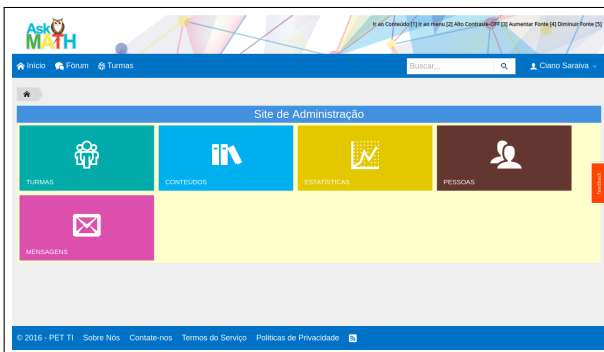 Ask
MATH
Ir ao Conteúdo [1] Ir ao menu [2] Alto Contraste-OFF [3] Aumentar Fonte [4] Diminuir Fonte [5]
Início Fórum Turmas Buscar... Ciano Saraiva
Site de Administração
TURMAS CONTEÚDOS ESTATÍSTICAS PESSOAS
feedback
MENSAGENS
© 2016 - PET TI Sobre Nós Contate-nos Termos do Serviço Politicas de Privacidade